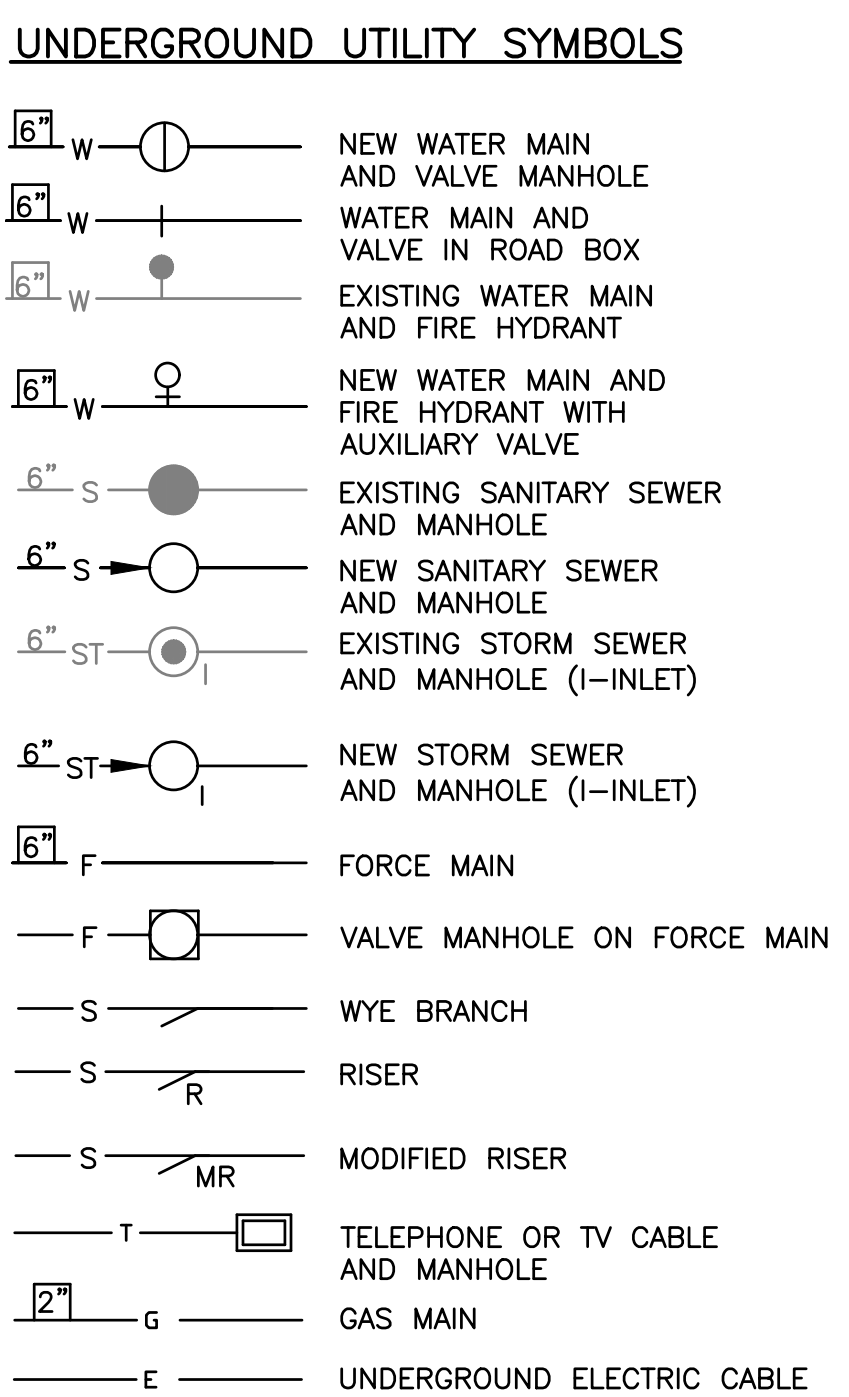 UNDERGROUND UTILITY SYMBOLS
6" W NEW WATER MAIN
AND VALVE MANHOLE
6" W WATER MAIN AND
VALVE IN ROAD BOX
6" W EXISTING WATER MAIN
AND FIRE HYDRANT
6" W NEW WATER MAIN AND
FIRE HYDRANT WITH
AUXILIARY VALVE
6" S EXISTING SANITARY SEWER
AND MANHOLE
6" S NEW SANITARY SEWER
AND MANHOLE
6" ST I EXISTING STORM SEWER
AND MANHOLE (I-INLET)
6" ST I NEW STORM SEWER
AND MANHOLE (I-INLET)
6" F FORCE MAIN
F VALVE MANHOLE ON FORCE MAIN
S WYE BRANCH
S R RISER
S MR MODIFIED RISER
T TELEPHONE OR TV CABLE
AND MANHOLE
2" G GAS MAIN
E UNDERGROUND ELECTRIC CABLE